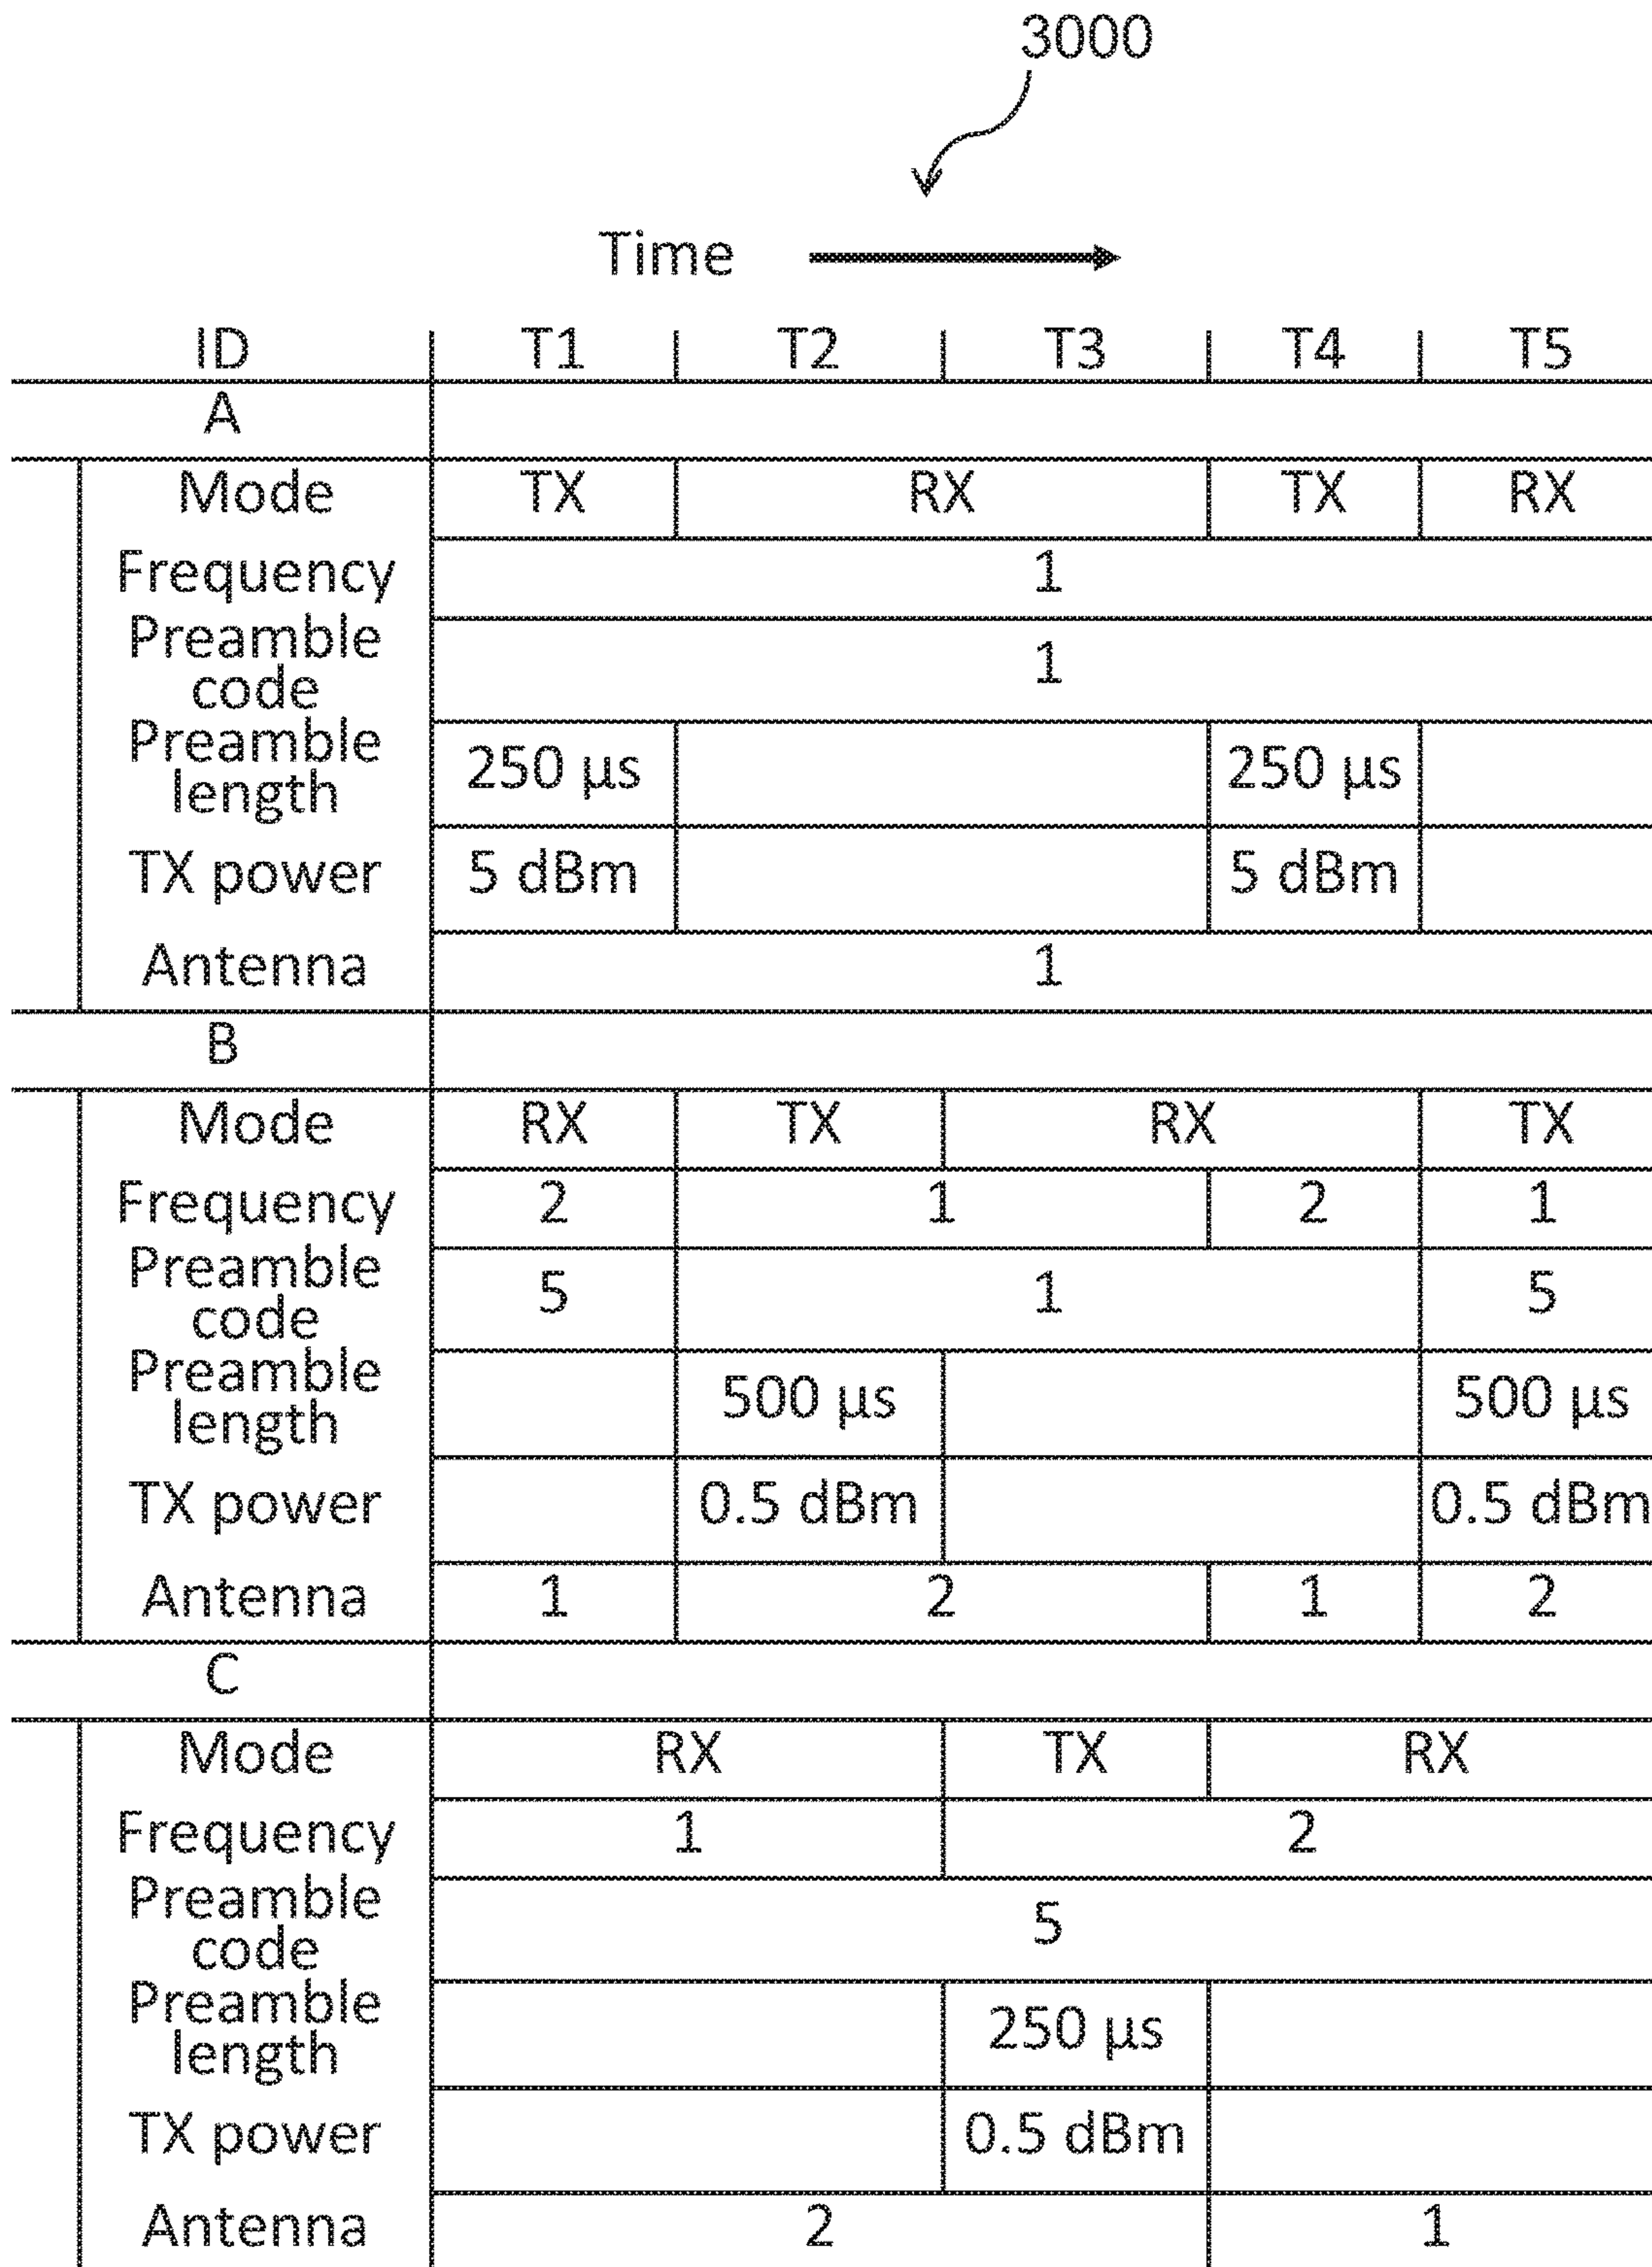 3000
Time
ID T1 T2 T3 T4 T5
A
Mode TX RX TX RX
Frequency 1
Preamble
code 1
Preamble
length 250 μs 250 μs
TX power 5 dBm 5 dBm
Antenna 1
B
Mode RX TX RX TX
Frequency 2 1 2 1
Preamble
code 5 1 5
Preamble
length 500 μs 500 μs
TX power 0.5 dBm 0.5 dBm
Antenna 1 2 1 2
C
Mode RX TX RX
Frequency 1 2
Preamble
code 5
Preamble
length 250 μs
TX power 0.5 dBm
Antenna 2 1